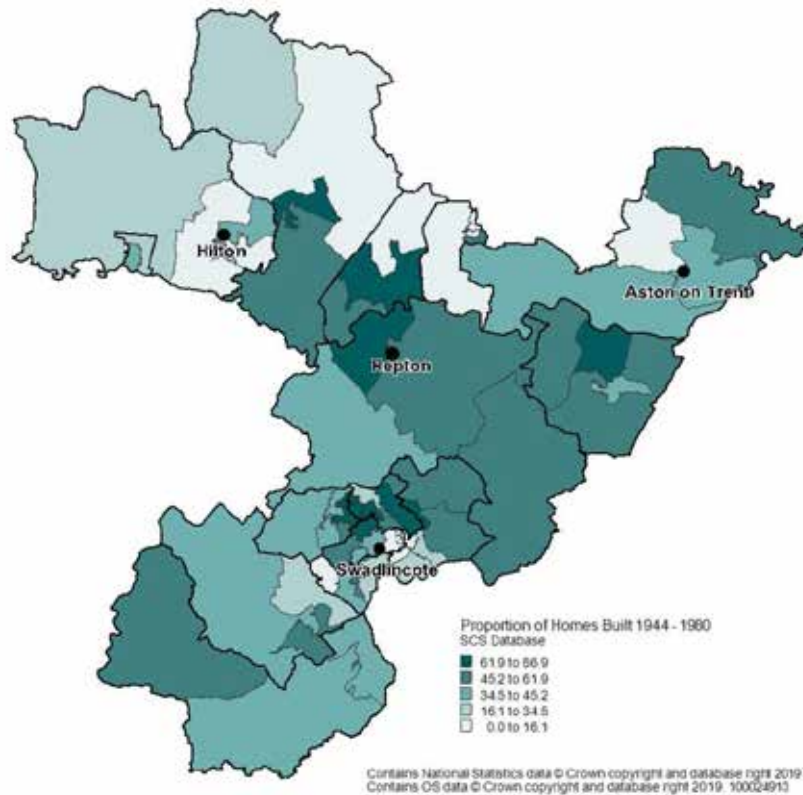 Hilton
Aston on Trend
Repton
Swadlincote
Proportion of Homes Built 1944 - 1980
SCS Database
61.9 to 86.9
45.2 to 61.9
34.5 to 45.2
16.1 to 34.5
0.0 to 16.1
Contains National Statistics data © Crown copyright and database right 2019
Contains OS data © Crown copyright and database right 2019. 100024913